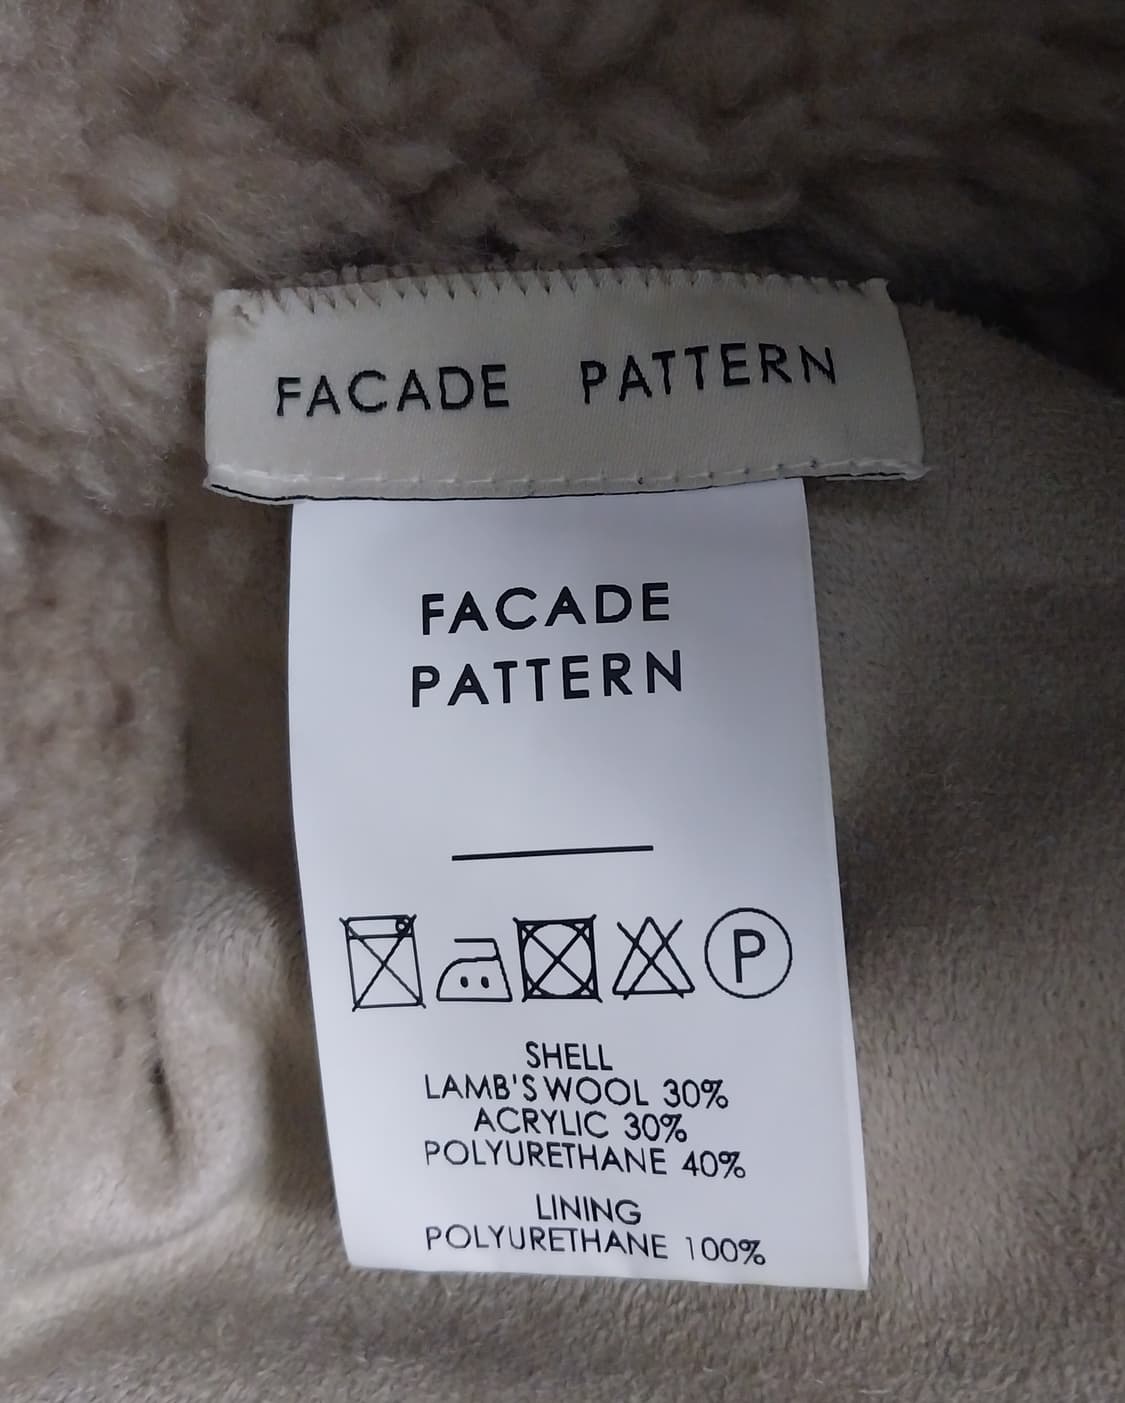 FACADE PATTERN
FACADE
PATTERN
P
SHELL
LAMB'S WOOL 30%
ACRYLIC 30%
POLYURETHANE 40%
LINING
POLYURETHANE 100%